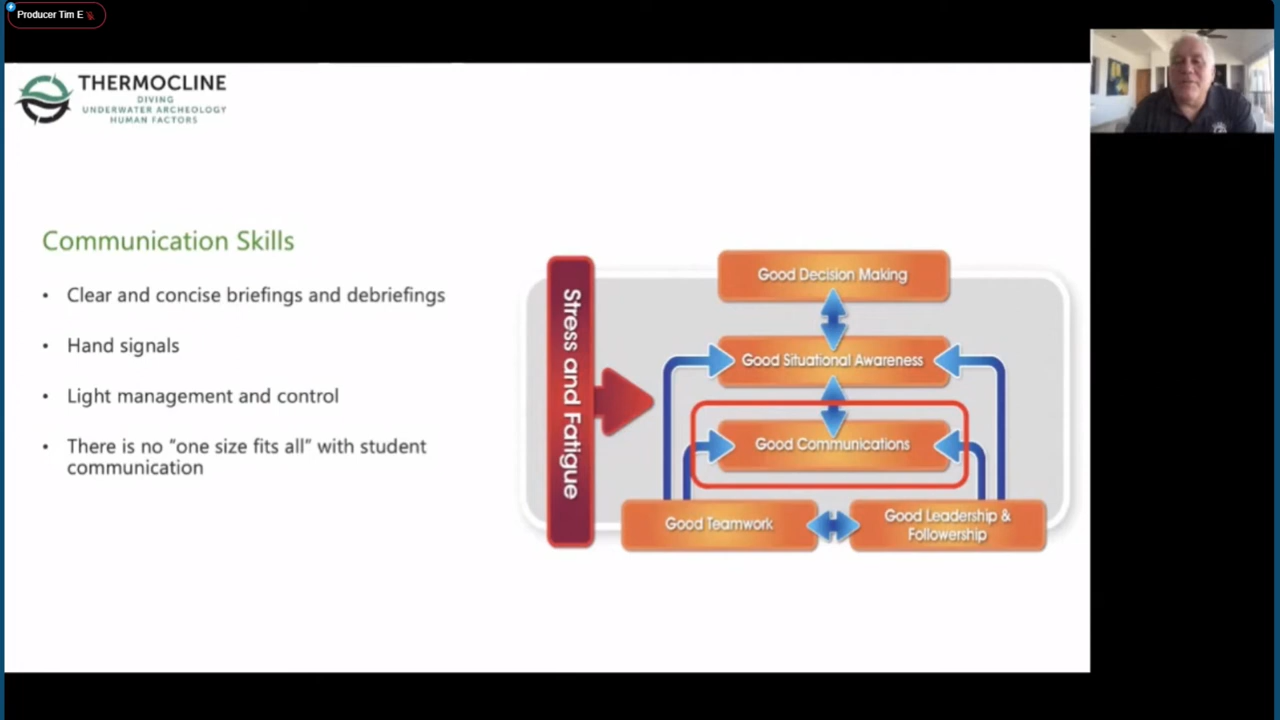 Producer Tim E
THERMOCLINE
DIVING
UNDERWATER ARCHEOLOGY
HUMAN FACTORS
Communication Skills
• Clear and concise briefings and debriefings
• Hand signals
• Light management and control
• There is no “one size fits all” with student
communication
Stress and Fatigue
Good Decision Making
Good Situational Awareness
Good Communications
Good Teamwork
Good Leadership &
Followership